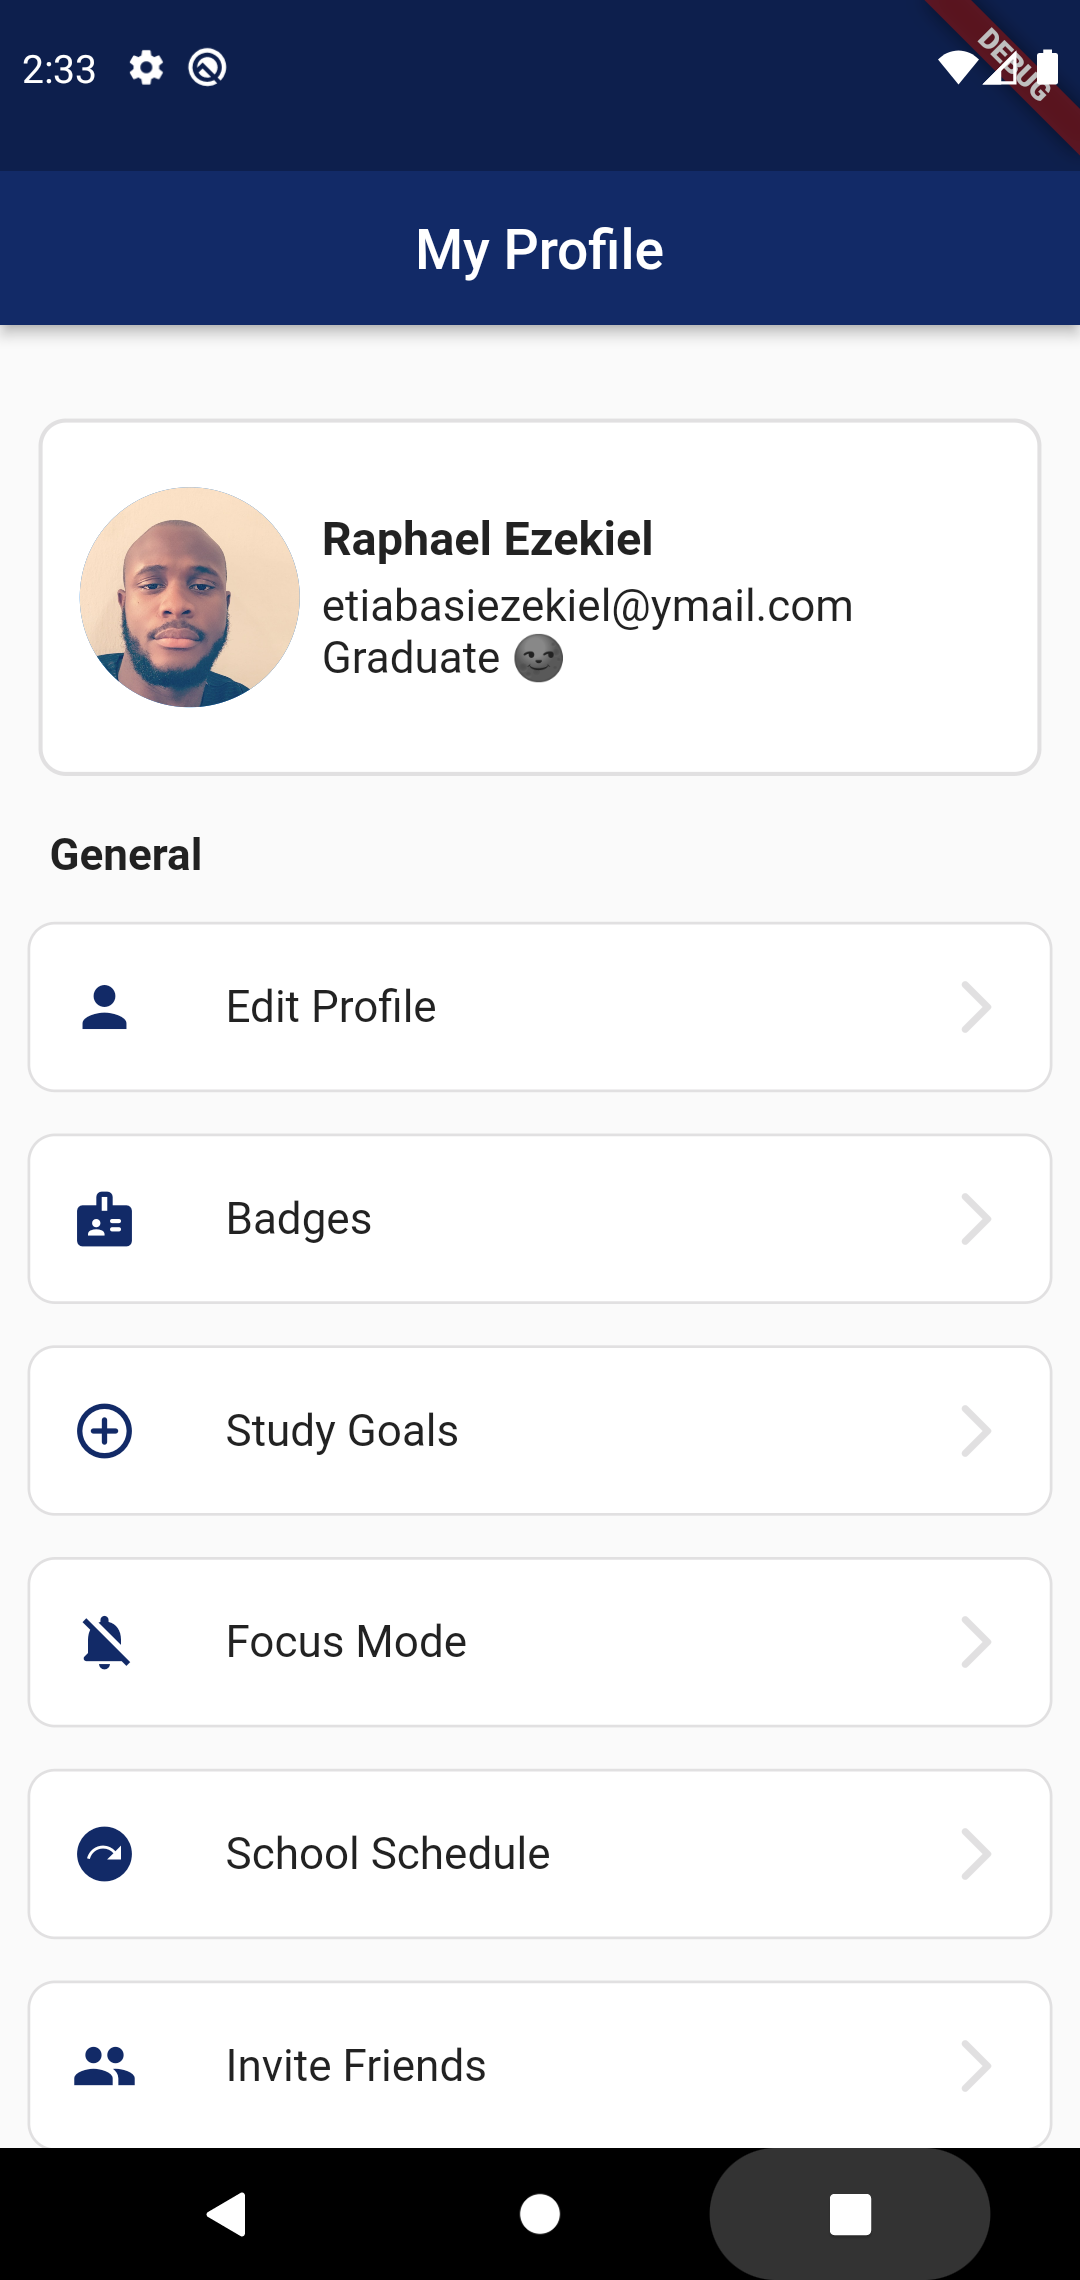 2:33
DEBUG
My Profile
Raphael Ezekiel
etiabasiezekiel@ymail.com
Graduate 🌚
General
Edit Profile
Badges
Study Goals
Focus Mode
School Schedule
Invite Friends